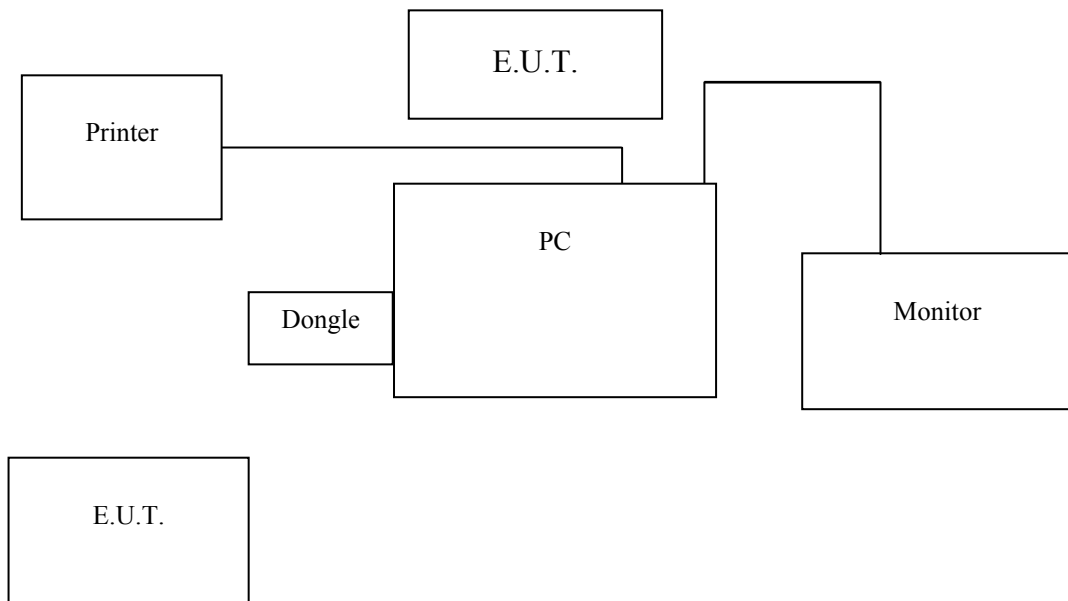 E.U.T.
Printer
PC
Dongle
Monitor
E.U.T.